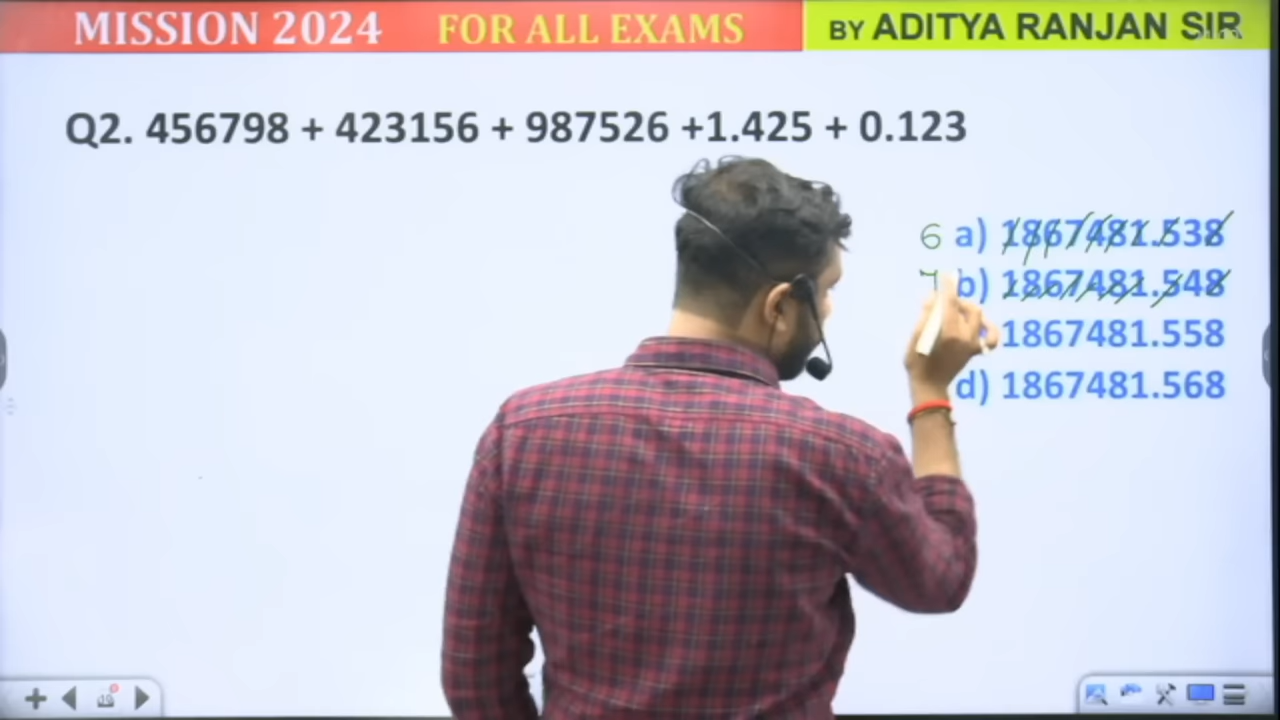 MISSION 2024 FOR ALL EXAMS BY ADITYA RANJAN SIR
Q2. 456798 + 423156 + 987526 +1.425 + 0.123
6 a) 1867481.538
7 b) 1867481.548
1867481.558
d) 1867481.568